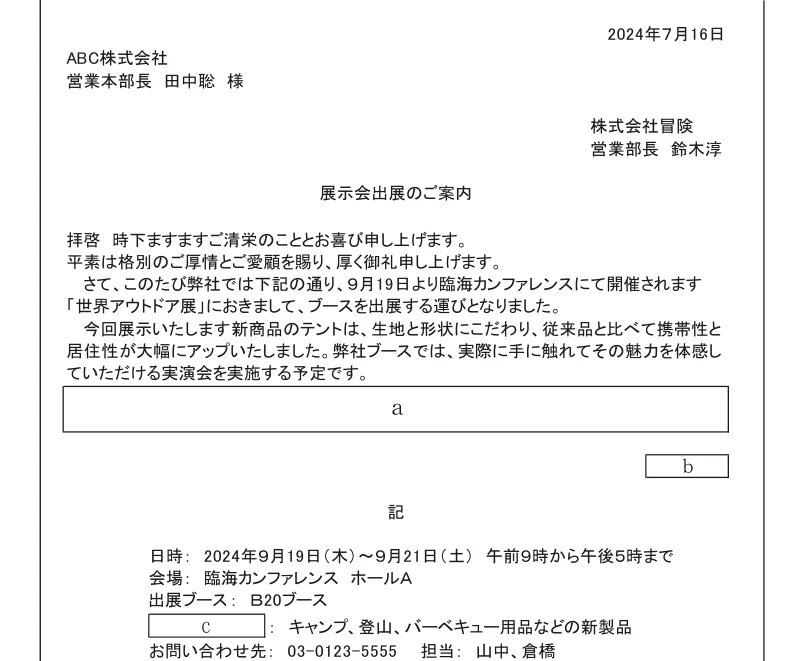 2024年7月16日
ABC株式会社
営業本部長　田中聡　様
株式会社冒険
営業部長　鈴木淳
展示会出展のご案内
拝啓　時下ますますご清栄のこととお喜び申し上げます。
平素は格別のご厚情とご愛顧を賜り、厚く御礼申し上げます。
　さて、このたび弊社では下記の通り、９月19日より臨海カンファレンスにて開催されます
「世界アウトドア展」におきまして、ブースを出展する運びとなりました。
　今回展示いたします新商品のテントは、生地と形状にこだわり、従来品と比べて携帯性と
居住性が大幅にアップいたしました。弊社ブースでは、実際に手に触れてその魅力を体感し
ていただける実演会を実施する予定です。
a
b
記
日時：　2024年９月19日（木）～９月21日（土）　午前９時から午後５時まで
会場：　臨海カンファレンス　ホールＡ
出展ブース：　Ｂ20ブース
c：　キャンプ、登山、バーベキュー用品などの新製品
お問い合わせ先：　03-0123-5555　担当：　山中、倉橋